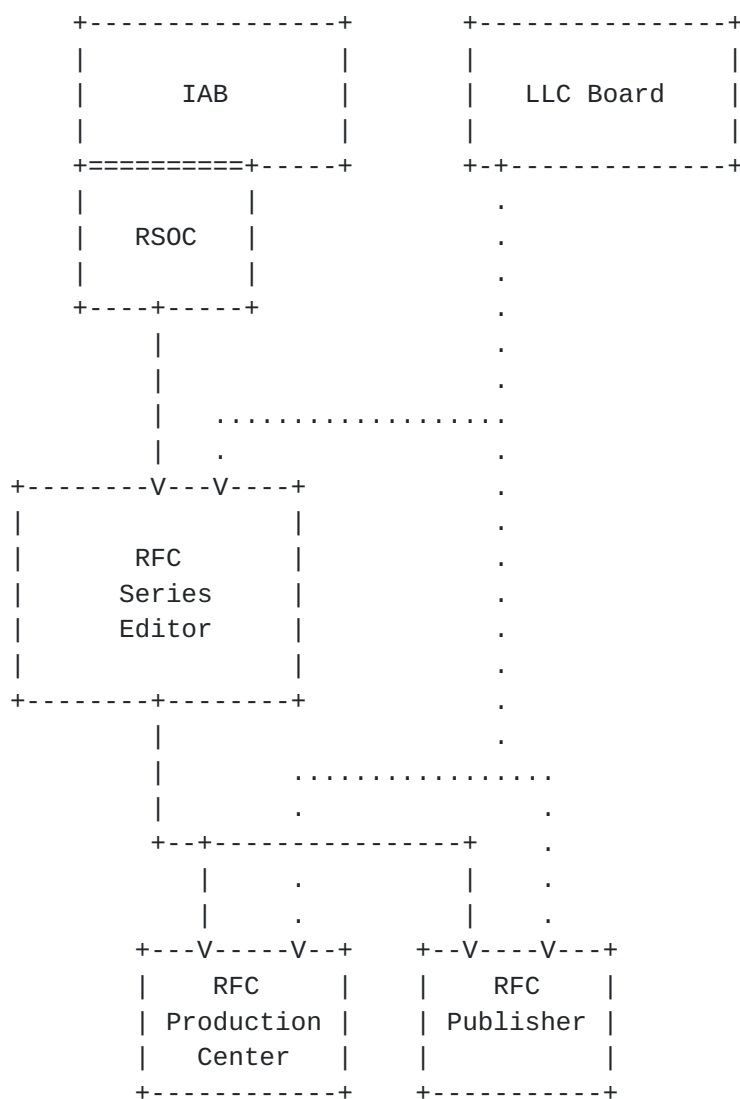 IAB
LLC Board
RSOC
RFC
Series
Editor
RFC
Production
Center
RFC
Publisher